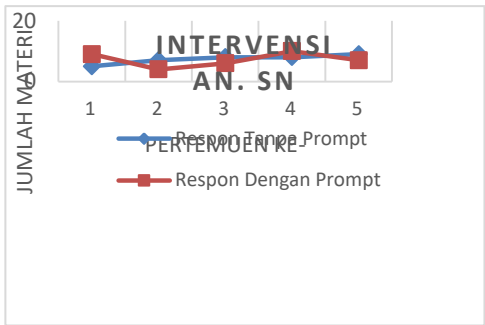 INTERVENSI
AN. SN
20
0
JUMLAH MATERI
1 2 3 4 5
PERTEMUEN KE-
Respon Tanpa Prompt
Respon Dengan Prompt